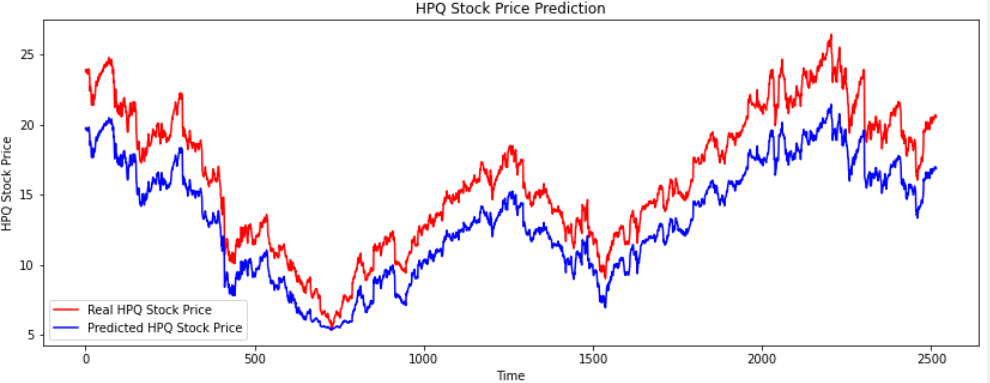 HPQ Stock Price Prediction
HPQ Stock Price
25
20
15
10
5
Real HPQ Stock Price
Predicted HPQ Stock Price
0
500
1000
1500
2000
2500
Time